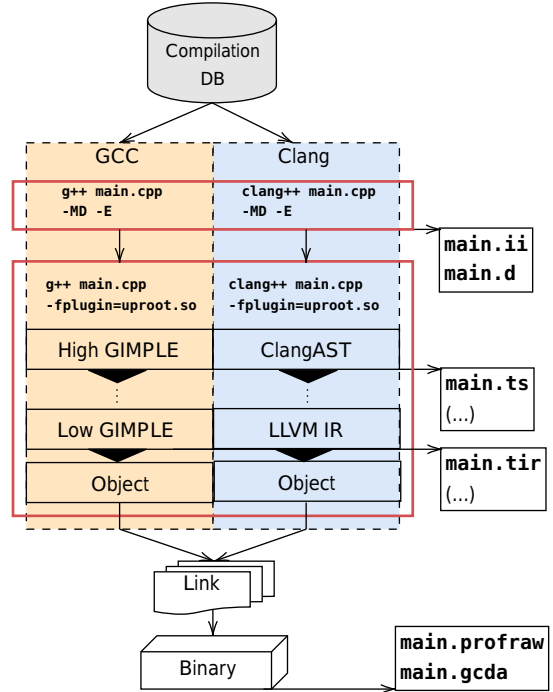 Compilation
DB
GCC
Clang
g++ main.cpp
-MD -E
clang++ main.cpp
-MD -E
main.ii
main.d
g++ main.cpp
-fplugin=uproot.so
clang++ main.cpp
-fplugin=uproot.so
High GIMPLE
ClangAST
main.ts
(...)
Low GIMPLE
LLVM IR
main.tir
(...)
Object
Object
Link
Binary
main.profraw
main.gcda